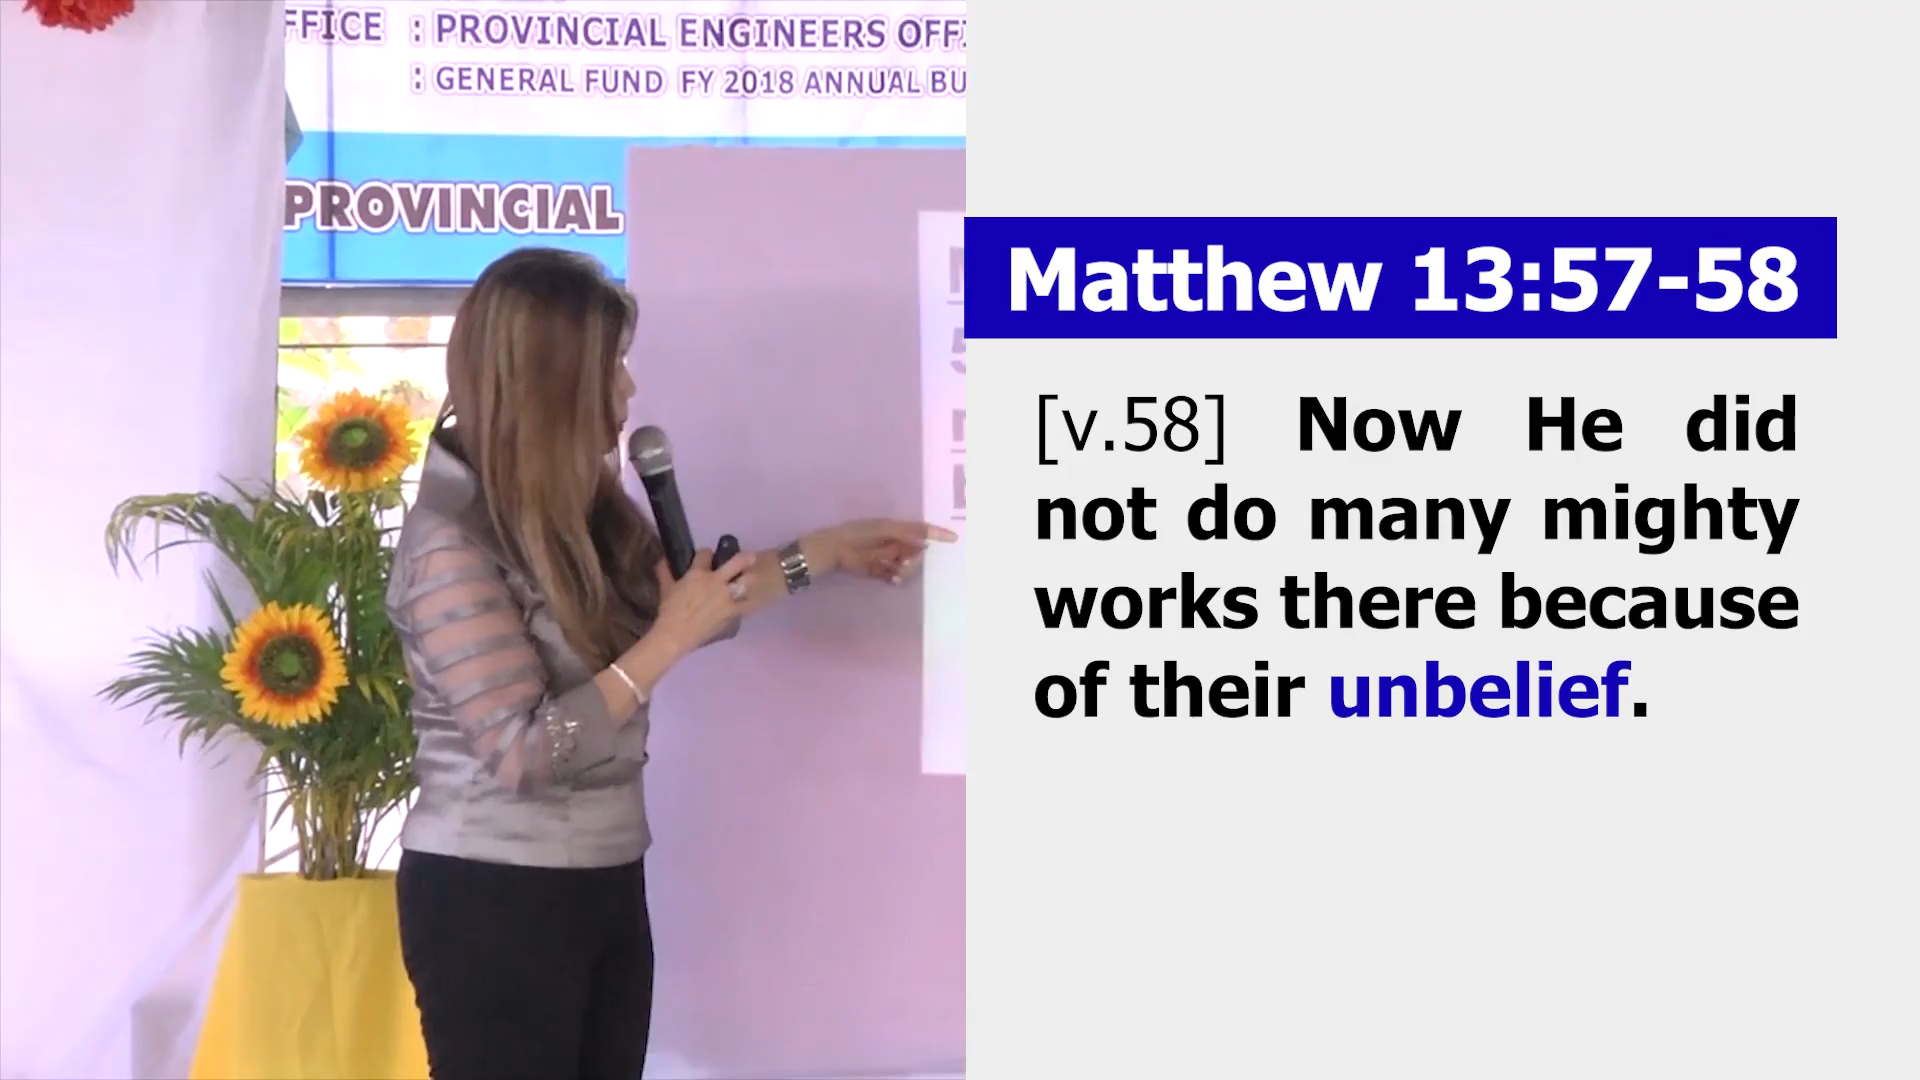 FFICE : PROVINCIAL ENGINEERS OFFI
: GENERAL FUND FY 2018 ANNUAL BU
PROVINCIAL
Matthew 13:57-58
[v.58] Now He did
not do many mighty
works there because
of their unbelief.